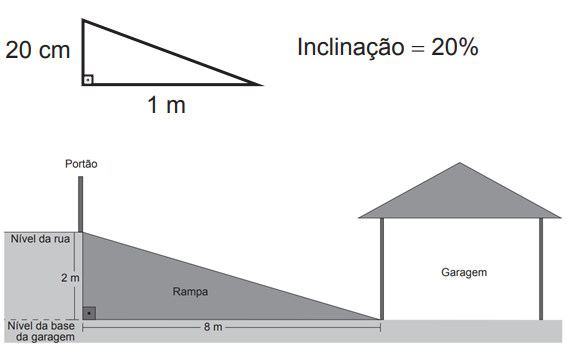 20 cm
Inclinação = 20%
1 m
Portão
Nível da rua
2 m
Rampa
Garagem
Nível da base
da garagem
8 m